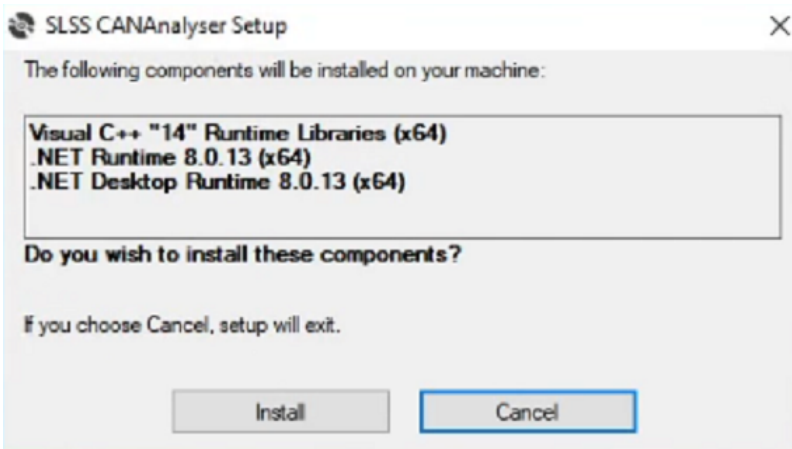 SLSS CANAnalyser Setup
The following components will be installed on your machine:
Visual C++ "14" Runtime Libraries (x64)
.NET Runtime 8.0.13 (x64)
.NET Desktop Runtime 8.0.13 (x64)
Do you wish to install these components?
If you choose Cancel, setup will exit.
Install
Cancel